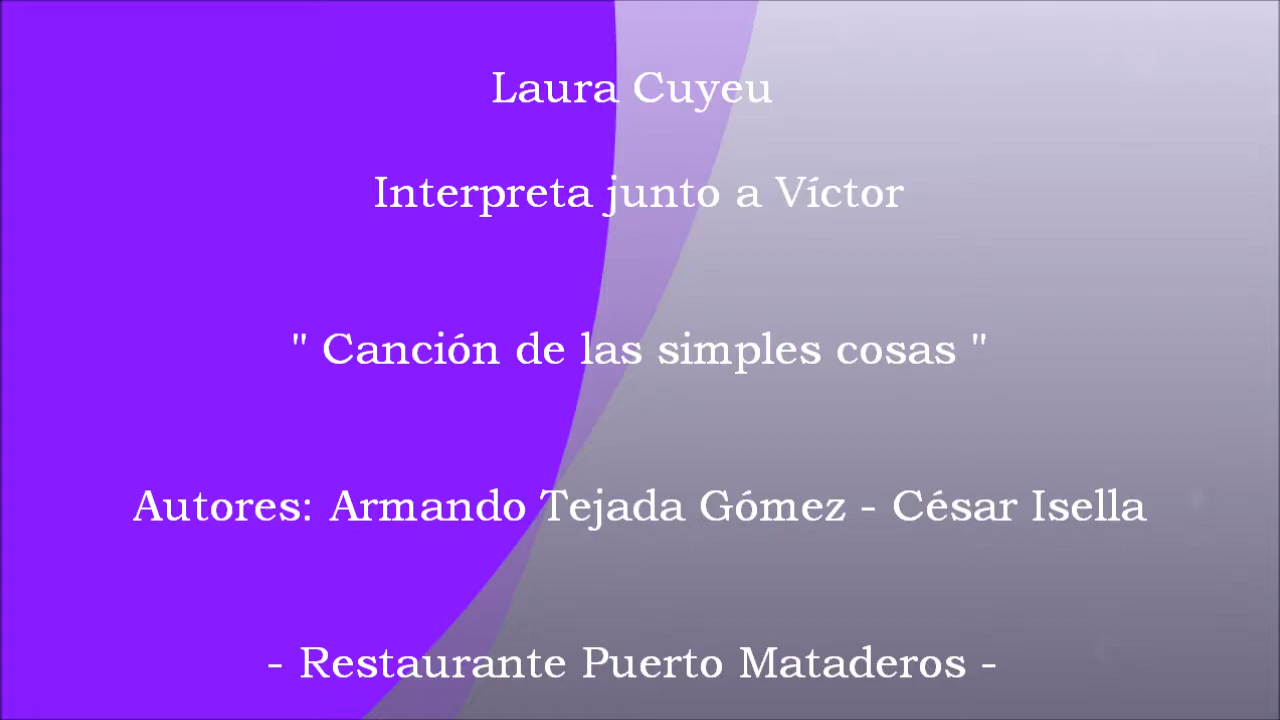 Laura Cuyeu
Interpreta junto a Víctor
" Canción de las simples cosas "
Autores: Armando Tejada Gómez - César Isella
- Restaurante Puerto Mataderos -